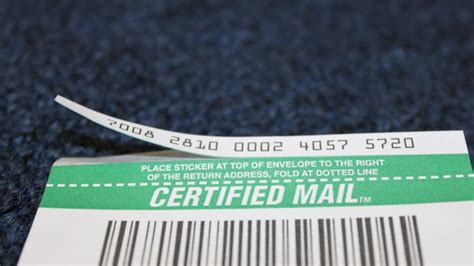 7008 2810 0002 4057 5720
PLACE STICKER AT TOP OF ENVELOPE TO THE RIGHT
OF THE RETURN ADDRESS, FOLD AT DOTTED LINE
CERTIFIED MAIL™